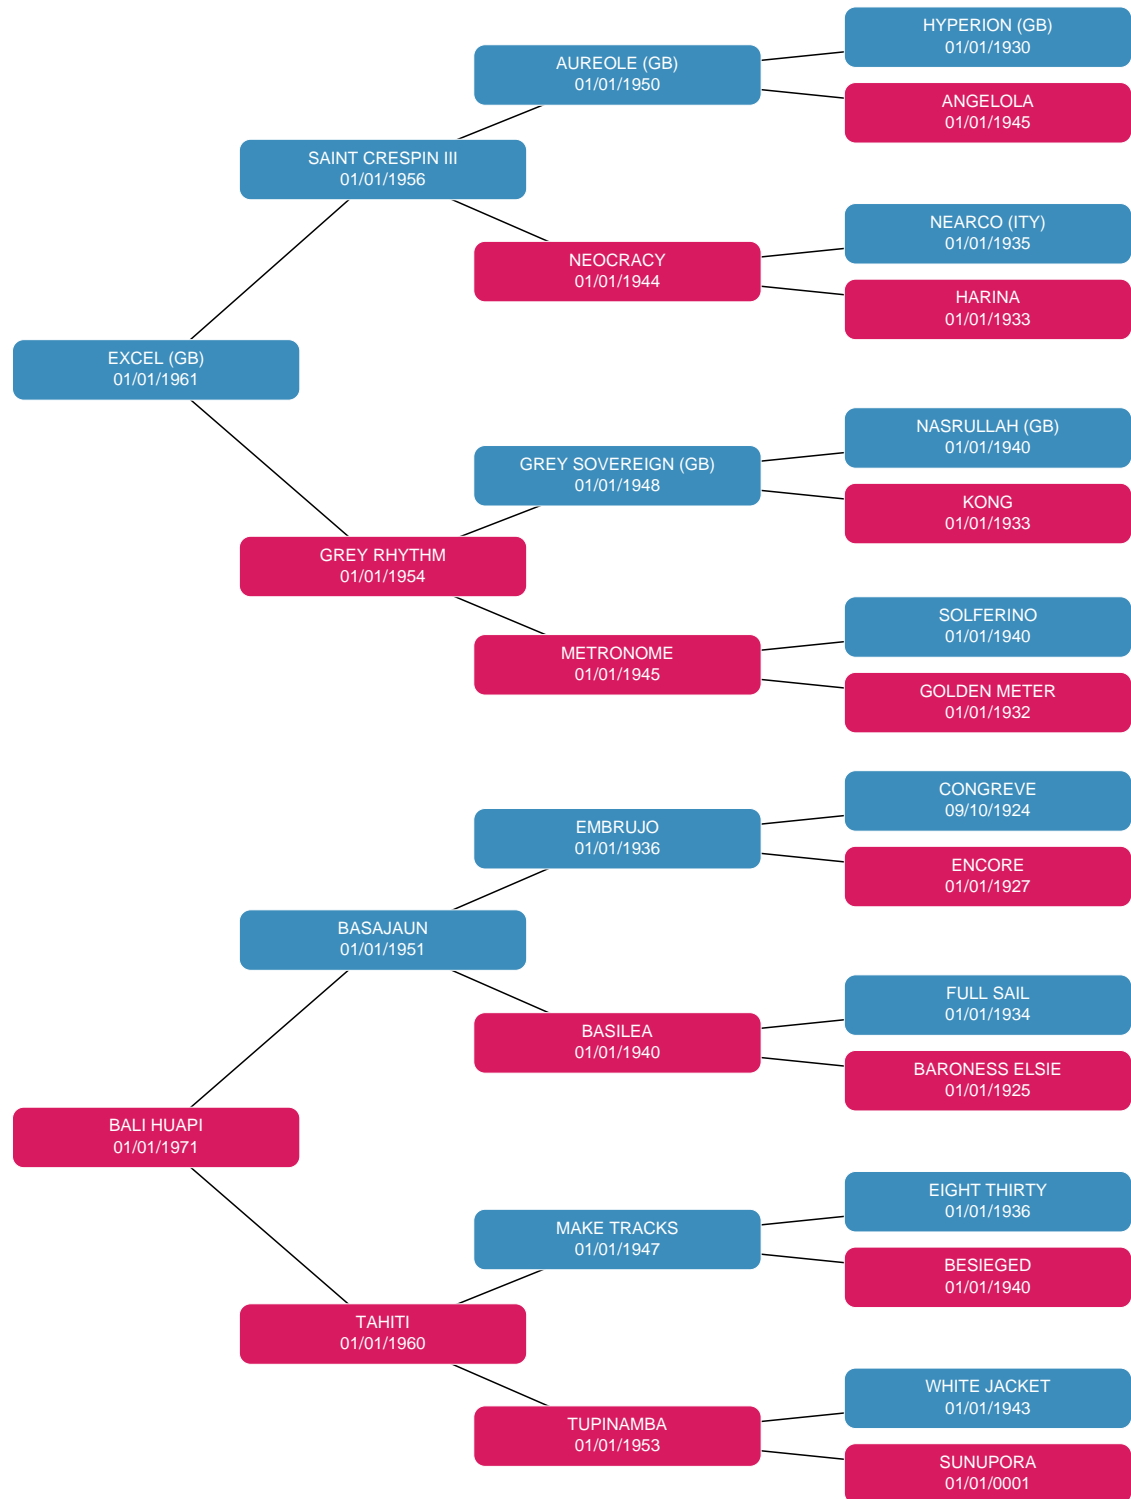 HYPERION (GB)
01/01/1930
AUREOLE (GB)
01/01/1950
ANGELOLA
01/01/1945
SAINT CRESPIN III
01/01/1956
NEARCO (ITY)
01/01/1935
NEOCRACY
01/01/1944
HARINA
01/01/1933
EXCEL (GB)
01/01/1961
NASRULLAH (GB)
01/01/1940
GREY SOVEREIGN (GB)
01/01/1948
KONG
01/01/1933
GREY RHYTHM
01/01/1954
SOLFERINO
01/01/1940
METRONOME
01/01/1945
GOLDEN METER
01/01/1932
CONGREVE
09/10/1924
EMBRUJO
01/01/1936
ENCORE
01/01/1927
BASAJAUN
01/01/1951
FULL SAIL
01/01/1934
BASILEA
01/01/1940
BARONESS ELSIE
01/01/1925
BALI HUAPI
01/01/1971
EIGHT THIRTY
01/01/1936
MAKE TRACKS
01/01/1947
BESIEGED
01/01/1940
TAHITI
01/01/1960
WHITE JACKET
01/01/1943
TUPINAMBA
01/01/1953
SUNUPORA
01/01/0001